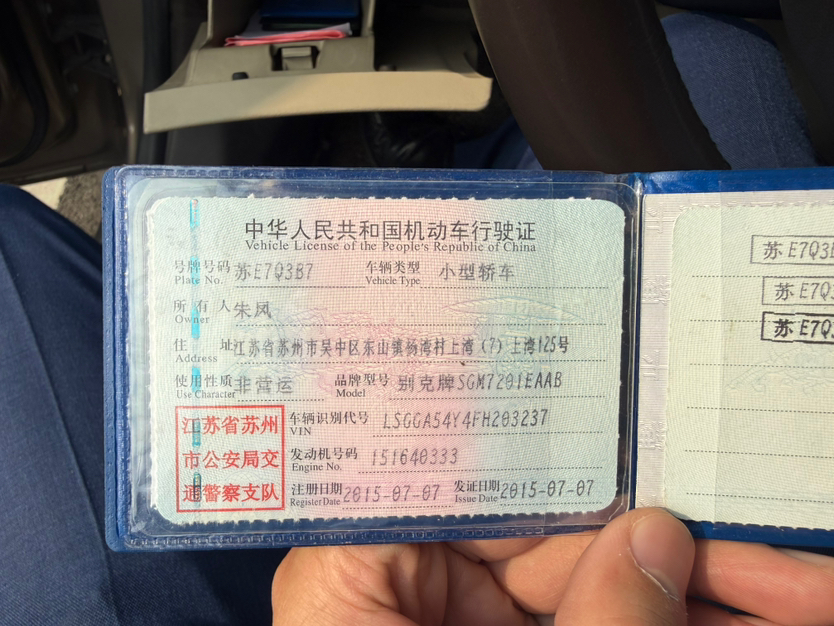 中华人民共和国机动车行驶证
Vehicle License of the People's Republic of China
号牌号码 苏E7Q3B7 车辆类型 小型轿车
Plate No. Vehicle Type
所有人 朱凤
Owner
住址 江苏省苏州市吴中区东山镇杨湾村上湾(7)上湾125号
Address
使用性质 非营运 品牌型号 别克牌SGM7201EAAB
Use Character Model
江苏省苏州
市公安局交
通警察支队
车辆识别代号 LSGGA54Y4FH203237
VIN
发动机号码 151640333
Engine No.
注册日期 2015-07-07 发证日期 2015-07-07
Register Date Issue Date
苏E7Q3
苏E7Q
苏E7Q3